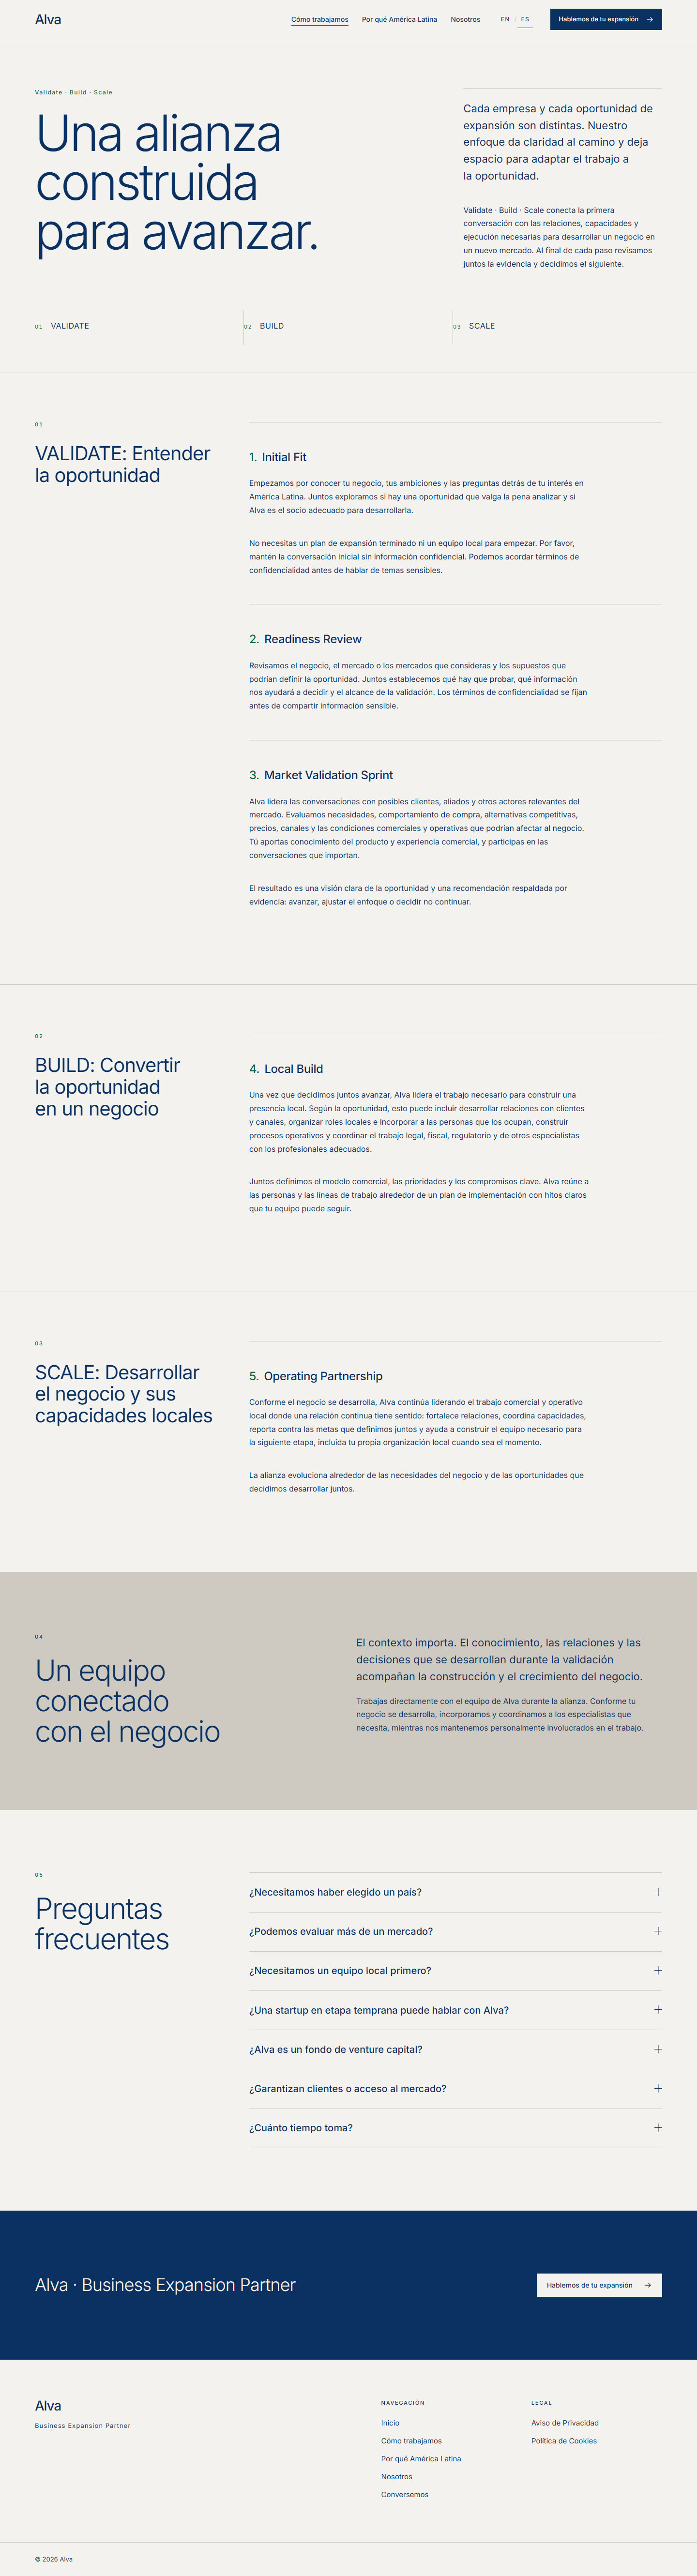 Alva
Cómo trabajamos
Por qué América Latina
Nosotros
EN / ES
Hablemos de tu expansión →
Validate · Build · Scale
Una alianza
construida
para avanzar.
Cada empresa y cada oportunidad de
expansión son distintas. Nuestro
enfoque da claridad al camino y deja
espacio para adaptar el trabajo a
la oportunidad.
Validate · Build · Scale conecta la primera
conversación con las relaciones, capacidades y
ejecución necesarias para desarrollar un negocio en
un nuevo mercado. Al final de cada paso revisamos
juntos la evidencia y decidimos el siguiente.
01 VALIDATE
02 BUILD
03 SCALE
01
VALIDATE: Entender
la oportunidad
1. Initial Fit
Empezamos por conocer tu negocio, tus ambiciones y las preguntas detrás de tu interés en
América Latina. Juntos exploramos si hay una oportunidad que valga la pena analizar y si
Alva es el socio adecuado para desarrollarla.
No necesitas un plan de expansión terminado ni un equipo local para empezar. Por favor,
mantén la conversación inicial sin información confidencial. Podemos acordar términos de
confidencialidad antes de hablar de temas sensibles.
2. Readiness Review
Revisamos el negocio, el mercado o los mercados que consideras y los supuestos que
podrían definir la oportunidad. Juntos establecemos qué hay que probar, qué información
nos ayudará a decidir y el alcance de la validación. Los términos de confidencialidad se fijan
antes de compartir información sensible.
3. Market Validation Sprint
Alva lidera las conversaciones con posibles clientes, aliados y otros actores relevantes del
mercado. Evaluamos necesidades, comportamiento de compra, alternativas competitivas,
precios, canales y las condiciones comerciales y operativas que podrían afectar al negocio.
Tú aportas conocimiento del producto y experiencia comercial, y participas en las
conversaciones que importan.
El resultado es una visión clara de la oportunidad y una recomendación respaldada por
evidencia: avanzar, ajustar el enfoque o decidir no continuar.
02
BUILD: Convertir
la oportunidad
en un negocio
4. Local Build
Una vez que decidimos juntos avanzar, Alva lidera el trabajo necesario para construir una
presencia local. Según la oportunidad, esto puede incluir desarrollar relaciones con clientes
y canales, organizar roles locales e incorporar a las personas que los ocupan, construir
procesos operativos y coordinar el trabajo legal, fiscal, regulatorio y de otros especialistas
con los profesionales adecuados.
Juntos definimos el modelo comercial, las prioridades y los compromisos clave. Alva reúne a
las personas y las líneas de trabajo alrededor de un plan de implementación con hitos claros
que tu equipo puede seguir.
03
SCALE: Desarrollar
el negocio y sus
capacidades locales
5. Operating Partnership
Conforme el negocio se desarrolla, Alva continúa liderando el trabajo comercial y operativo
local donde una relación continua tiene sentido: fortalece relaciones, coordina capacidades,
reporta contra las metas que definimos juntos y ayuda a construir el equipo necesario para
la siguiente etapa, incluida tu propia organización local cuando sea el momento.
La alianza evoluciona alrededor de las necesidades del negocio y de las oportunidades que
decidimos desarrollar juntos.
04
Un equipo
conectado
con el negocio
El contexto importa. El conocimiento, las relaciones y las
decisiones que se desarrollan durante la validación
acompañan la construcción y el crecimiento del negocio.
Trabajas directamente con el equipo de Alva durante la alianza. Conforme tu
negocio se desarrolla, incorporamos y coordinamos a los especialistas que
necesita, mientras nos mantenemos personalmente involucrados en el trabajo.
05
Preguntas
frecuentes
¿Necesitamos haber elegido un país?
¿Podemos evaluar más de un mercado?
¿Necesitamos un equipo local primero?
¿Una startup en etapa temprana puede hablar con Alva?
¿Alva es un fondo de venture capital?
¿Garantizan clientes o acceso al mercado?
¿Cuánto tiempo toma?
Alva · Business Expansion Partner
Hablemos de tu expansión →
Alva
Business Expansion Partner
NAVEGACIÓN
Inicio
Cómo trabajamos
Por qué América Latina
Nosotros
Conversemos
LEGAL
Aviso de Privacidad
Política de Cookies
© 2026 Alva